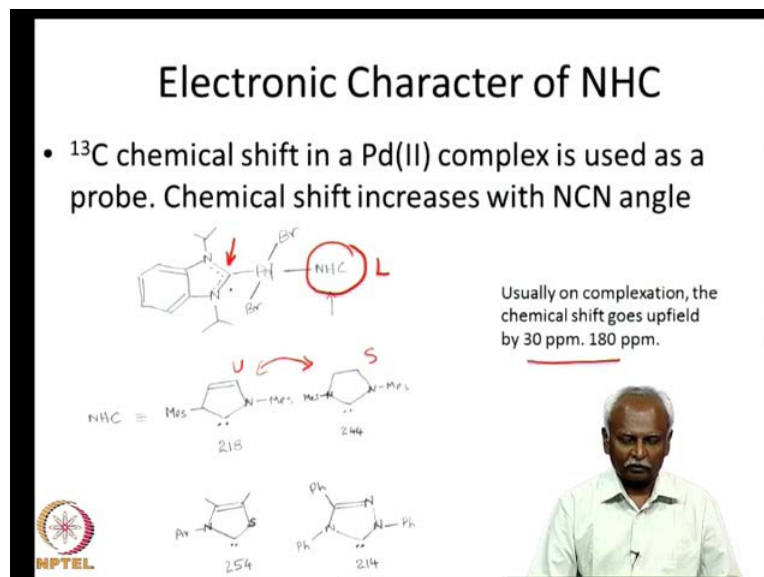 Electronic Character of NHC
• ¹³C chemical shift in a Pd(II) complex is used as a
probe. Chemical shift increases with NCN angle
Br
N
NHC
L
N
Br
Usually on complexation, the
chemical shift goes upfield
by 30 ppm. 180 ppm.
U
S
NHC ≡ Mes
N-Mes
N-Mes
218
244
Ph
N
Ar-N
S
N
N-Ph
Ph
254
214
NPTEL